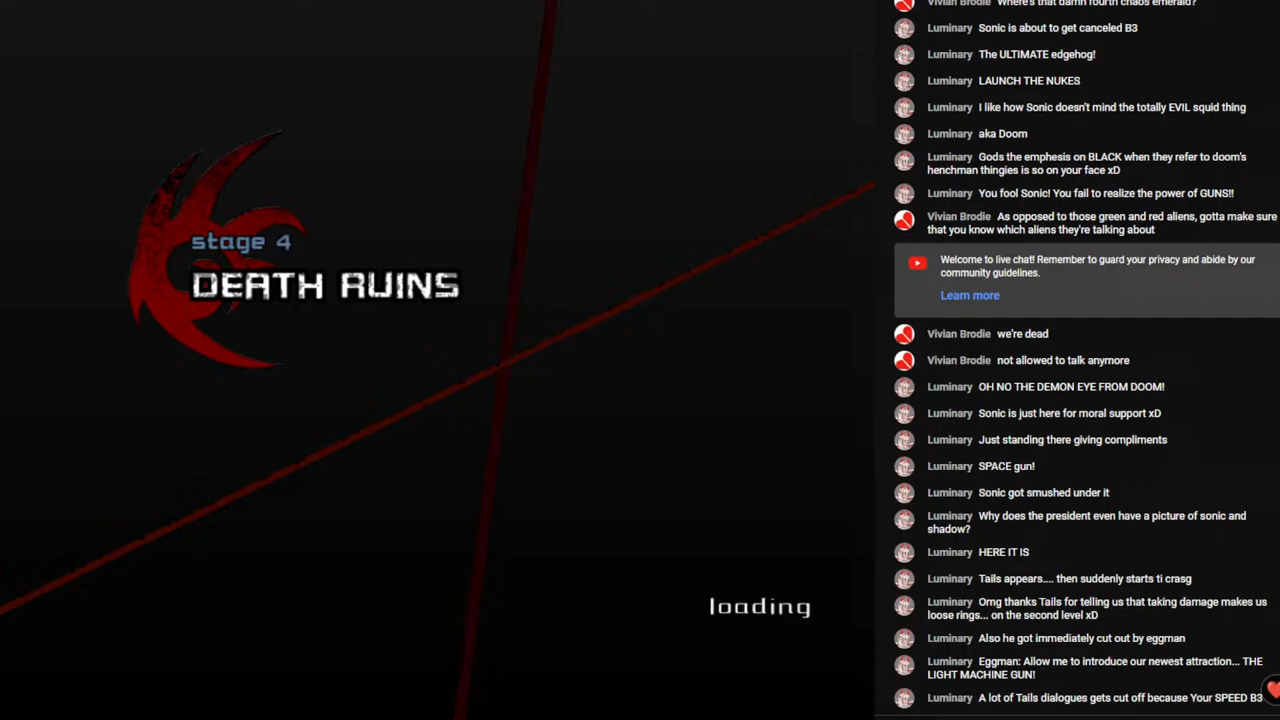 stage 4
DEATH RUINS
loading
Vivian Brodie Where's that damn fourth chaos emerald?
Luminary Sonic is about to get canceled B3
Luminary The ULTIMATE edgehog!
Luminary LAUNCH THE NUKES
Luminary I like how Sonic doesn't mind the totally EVIL squid thing
Luminary aka Doom
Luminary Gods the emphesis on BLACK when they refer to doom's
henchman thingies is so on your face xD
Luminary You fool Sonic! You fail to realize the power of GUNS!!
Vivian Brodie As opposed to those green and red aliens, gotta make sure
that you know which aliens they're talking about
Welcome to live chat! Remember to guard your privacy and abide by our
community guidelines.
Learn more
Vivian Brodie we're dead
Vivian Brodie not allowed to talk anymore
Luminary OH NO THE DEMON EYE FROM DOOM!
Luminary Sonic is just here for moral support xD
Luminary Just standing there giving compliments
Luminary SPACE gun!
Luminary Sonic got smushed under it
Luminary Why does the president even have a picture of sonic and
shadow?
Luminary HERE IT IS
Luminary Tails appears.... then suddenly starts ti crasg
Luminary Omg thanks Tails for telling us that taking damage makes us
loose rings... on the second level xD
Luminary Also he got immediately cut out by eggman
Luminary Eggman: Allow me to introduce our newest attraction... THE
LIGHT MACHINE GUN!
Luminary A lot of Tails dialogues gets cut off because Your SPEED B3